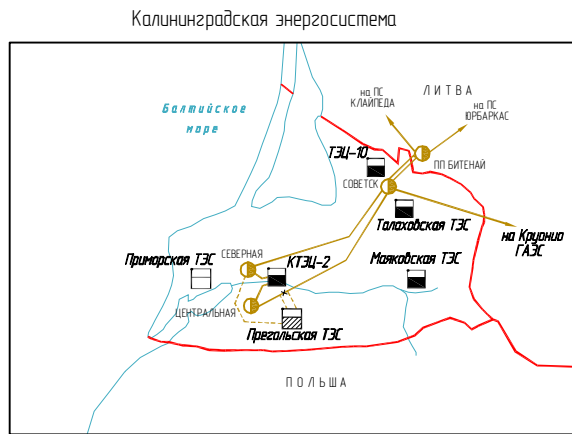 Калининградская энергосистема
Балтийское
море
на ПС
КЛАЙПЕДА
ЛИТВА
на ПС
ЮРБАРКАС
ТЭЦ-10
ПП БИТЕНАЙ
СОВЕТСК
Талаховская ТЭС
на Круонио
ГАЭС
Приморская ТЭС
СЕВЕРНАЯ
КТЭЦ-2
Маяковская ТЭС
ЦЕНТРАЛЬНАЯ
Прегольская ТЭС
ПОЛЬША